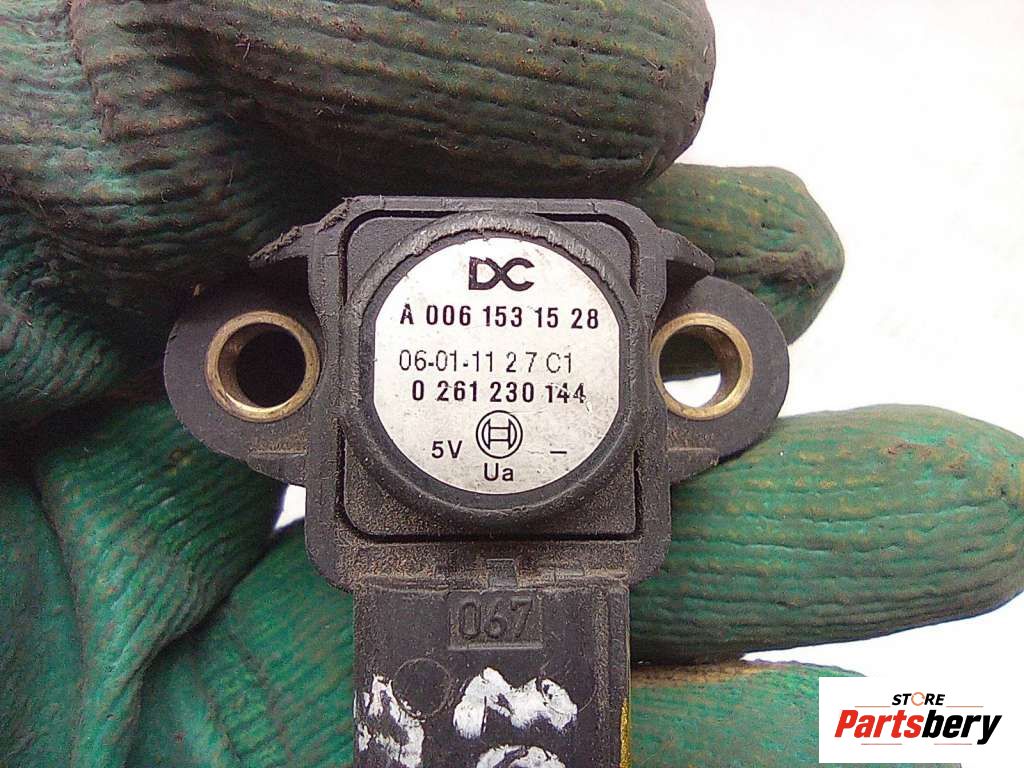 DC
A 006 153 15 28
06-01-11 2 7 C1
0 261 230 144
5V –
Ua
067
STORE
Partsbery